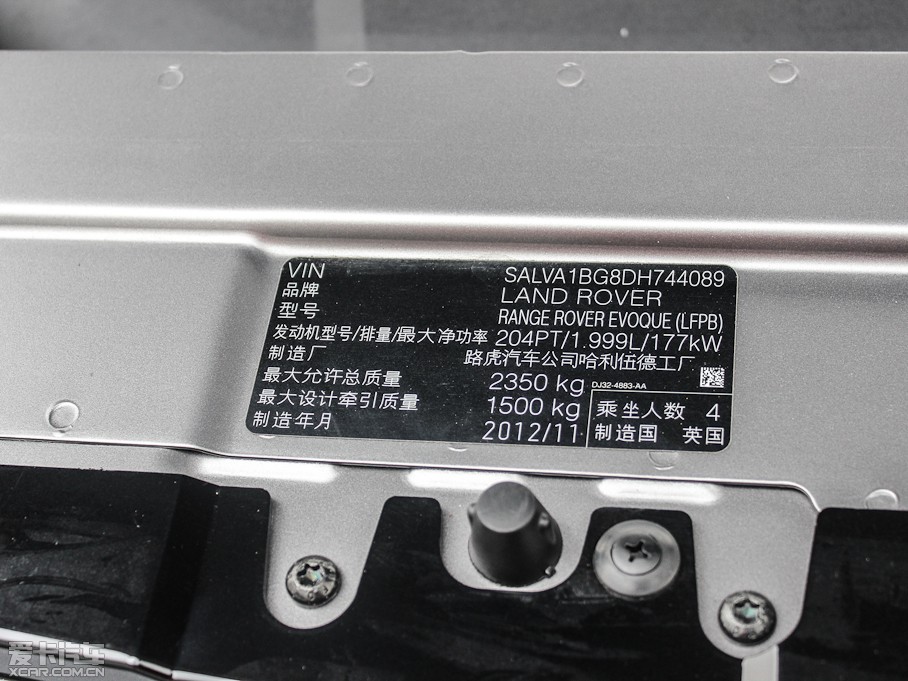 VIN SALVA1BG8DH744089
品牌 LAND ROVER
型号 RANGE ROVER EVOQUE (LFPB)
发动机型号/排量/最大净功率 204PT/1.999L/177kW
制造厂 路虎汽车公司哈利伍德工厂
最大允许总质量 2350 kg DJ32-4883-AA
最大设计牵引质量 1500 kg 乘坐人数 4
制造年月 2012/11 制造国 英国
爱卡汽车
XCAR.COM.CN